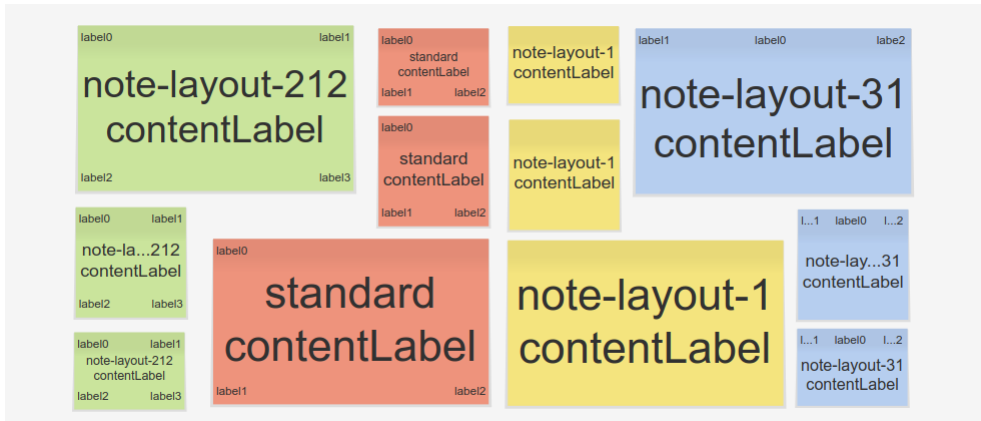 label0 label1
note-layout-212
contentLabel
label2 label3
label0
standard
contentLabel
label1 label2
note-layout-1
contentLabel
label1 label0 labe2
note-layout-31
contentLabel
label0
standard
contentLabel
label1 label2
note-layout-1
contentLabel
label0 label1
note-la...212
contentLabel
label2 label3
label0
standard
contentLabel
label1 label2
note-layout-1
contentLabel
l...1 label0 l...2
note-lay...31
contentLabel
label0 label1
note-layout-212
contentLabel
label2 label3
l...1 label0 l...2
note-layout-31
contentLabel